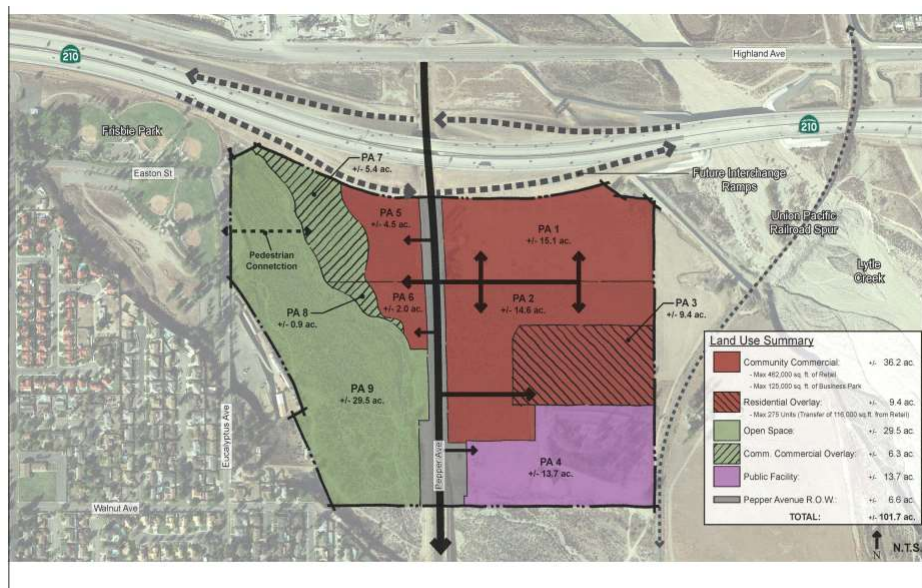 Highland Ave
210
210
Frisbie Park
Easton St
PA 7
+/- 5.4 ac.
Future Interchange
Ramps
PA 5
+/- 4.5 ac.
PA 1
+/- 15.1 ac.
Union Pacific
Railroad Spur
Lytle
Creek
Pedestrian
Connetction
PA 6
+/- 2.0 ac.
PA 2
+/- 14.6 ac.
PA 3
+/- 9.4 ac.
PA 8
+/- 0.9 ac.
PA 9
+/- 29.5 ac.
PA 4
+/- 13.7 ac.
Eucalyptus Ave
Pepper Ave
Walnut Ave
Land Use Summary
Community Commercial: +/- 36.2 ac.
- Max 462,000 sq. ft. of Retail
- Max 125,000 sq. ft. of Business Park
Residential Overlay: +/- 9.4 ac.
- Max 275 Units (Transfer of 116,000 sq.ft. from Retail)
Open Space: +/- 29.5 ac.
Comm. Commercial Overlay: +/- 6.3 ac.
Public Facility: +/- 13.7 ac.
Pepper Avenue R.O.W.: +/- 6.6 ac.
TOTAL: +/- 101.7 ac.
N
N.T.S.